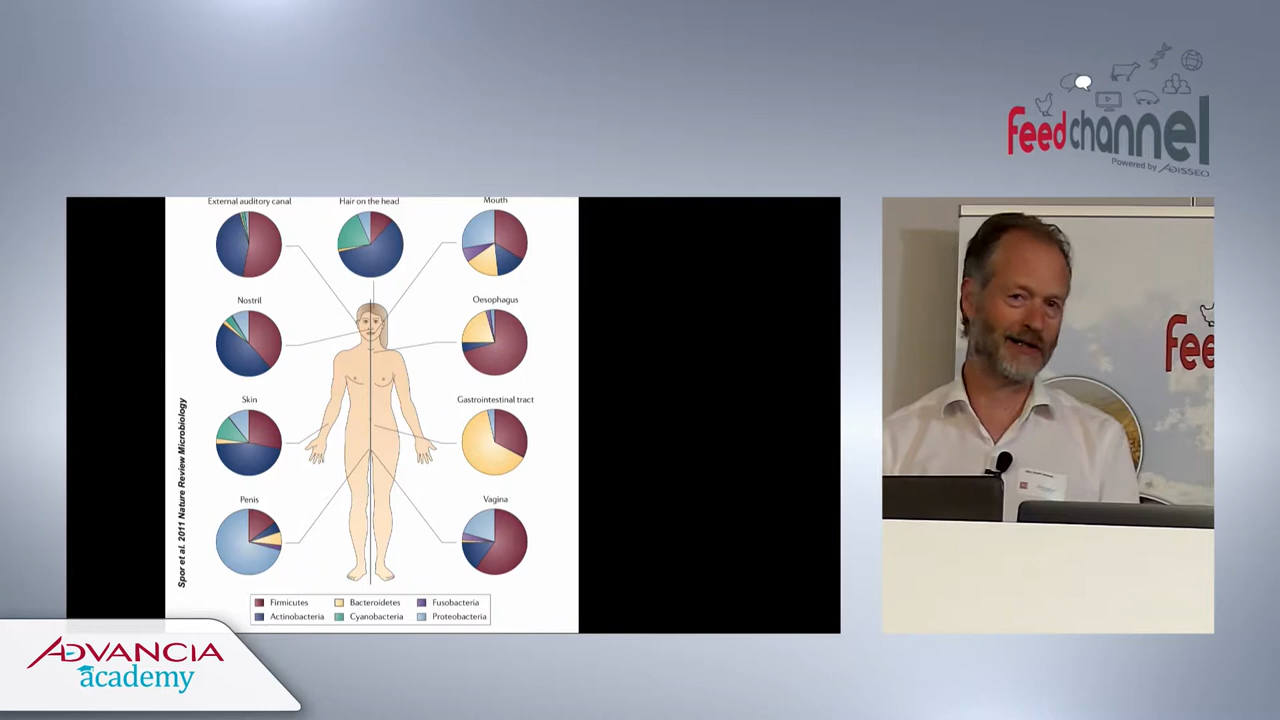 feedchannel
Powered by ADISSEO
External auditory canal
Hair on the head
Mouth
Nostril
Oesophagus
Skin
Gastrointestinal tract
Penis
Vagina
Spor et al. 2011 Nature Review Microbiology
Firmicutes
Bacteroidetes
Fusobacteria
Actinobacteria
Cyanobacteria
Proteobacteria
fee
ADVANCIA
academy